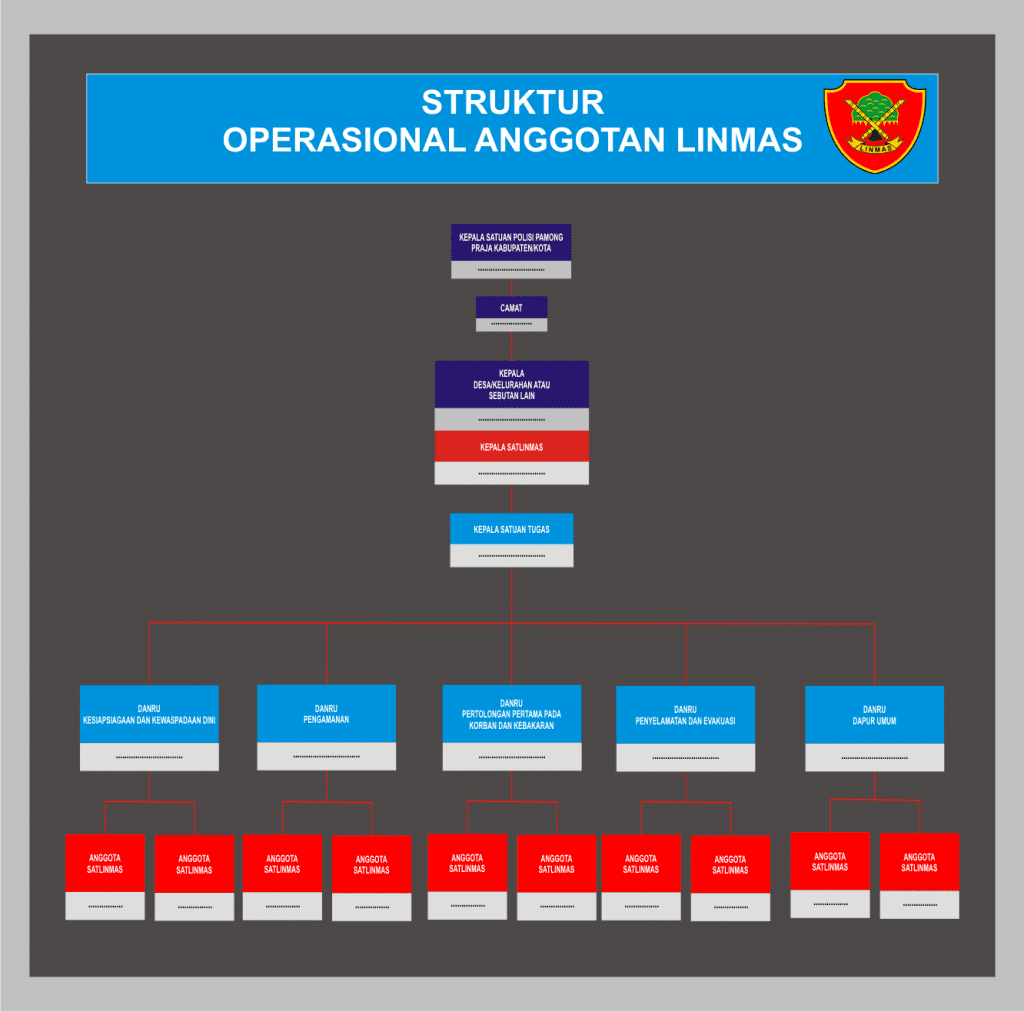 STRUKTUR
OPERASIONAL ANGGOTAN LINMAS
LINMAS
KEPALA SATUAN POLISI PAMONG
PRAJA KABUPATEN/KOTA
................................
CAMAT
...................
KEPALA
DESA/KELURAHAN ATAU
SEBUTAN LAIN
................................
KEPALA SATLINMAS
................................
KEPALA SATUAN TUGAS
................................
DANRU
KESIAPSIAGAAN DAN KEWASPADAAN DINI
................................
DANRU
PENGAMANAN
................................
DANRU
PERTOLONGAN PERTAMA PADA
KORBAN DAN KEBAKARAN
................................
DANRU
PENYELAMATAN DAN EVAKUASI
................................
DANRU
DAPUR UMUM
................................
ANGGOTA
SATLINMAS
................
ANGGOTA
SATLINMAS
................
ANGGOTA
SATLINMAS
................
ANGGOTA
SATLINMAS
................
ANGGOTA
SATLINMAS
................
ANGGOTA
SATLINMAS
................
ANGGOTA
SATLINMAS
................
ANGGOTA
SATLINMAS
................
ANGGOTA
SATLINMAS
................
ANGGOTA
SATLINMAS
................